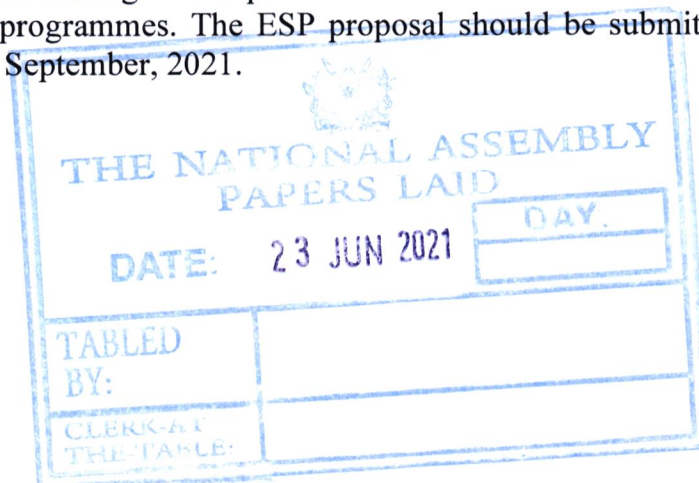 programmes. The ESP proposal should be submit
September, 2021.
THE NATIONAL ASSEMBLY
PAPERS LAID
DAY.
DATE: 23 JUN 2021
TABLED
BY:
CLERK-AT
THE-TABLE: